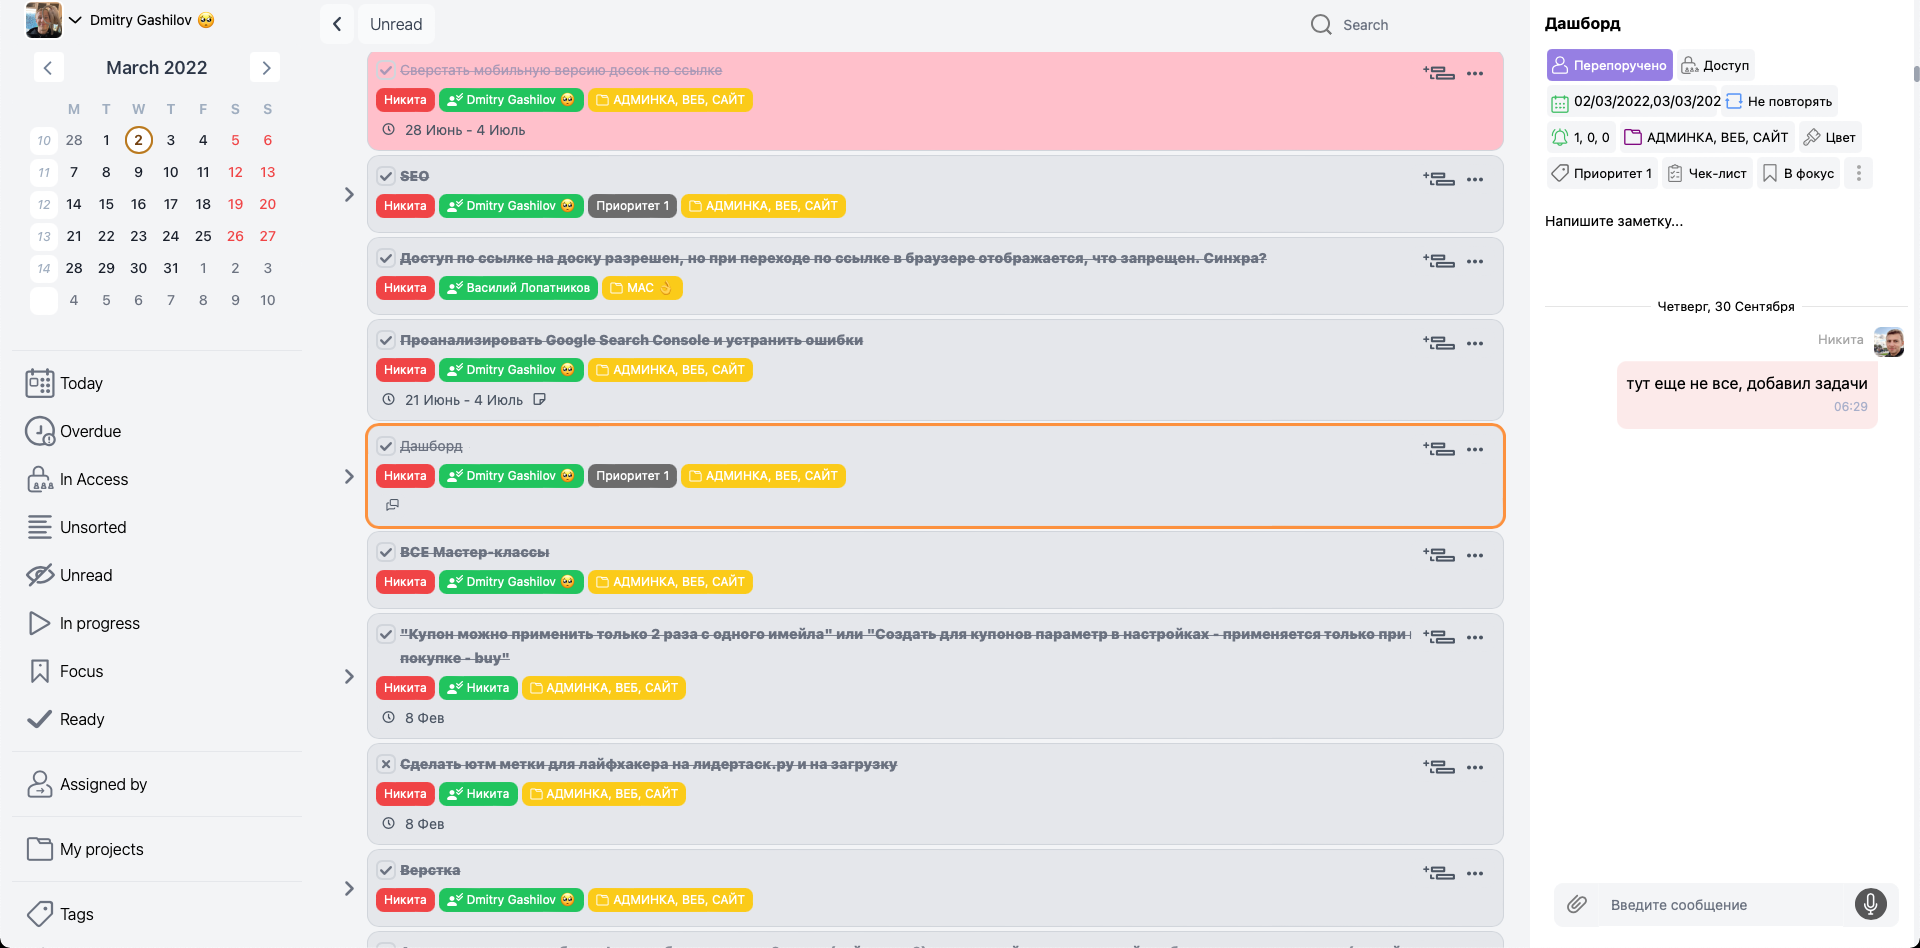 Dmitry Gashilov 🥺
March 2022
M T W T F S S
10 28 1 2 3 4 5 6
11 7 8 9 10 11 12 13
12 14 15 16 17 18 19 20
13 21 22 23 24 25 26 27
14 28 29 30 31 1 2 3
4 5 6 7 8 9 10
Today
Overdue
In Access
Unsorted
Unread
In progress
Focus
Ready
Assigned by
My projects
Tags
Unread
Search
Сверстать мобильную версию досок по ссылке
Никита Dmitry Gashilov 🥺 АДМИНКА, ВЕБ, САЙТ
28 Июнь - 4 Июль
SEO
Никита Dmitry Gashilov 🥺 Приоритет 1 АДМИНКА, ВЕБ, САЙТ
Доступ по ссылке на доску разрешен, но при переходе по ссылке в браузере отображается, что запрещен. Синхра?
Никита Василий Лопатников МАС 👌
Проанализировать Google Search Console и устранить ошибки
Никита Dmitry Gashilov 🥺 АДМИНКА, ВЕБ, САЙТ
21 Июнь - 4 Июль
Дашборд
Никита Dmitry Gashilov 🥺 Приоритет 1 АДМИНКА, ВЕБ, САЙТ
ВСЕ Мастер-классы
Никита Dmitry Gashilov 🥺 АДМИНКА, ВЕБ, САЙТ
"Купон можно применить только 2 раза с одного имейла" или "Создать для купонов параметр в настройках - применяется только при
покупке - buy"
Никита Никита АДМИНКА, ВЕБ, САЙТ
8 Фев
Сделать ютм метки для лайфхакера на лидертаск.ру и на загрузку
Никита Никита АДМИНКА, ВЕБ, САЙТ
8 Фев
Верстка
Никита Dmitry Gashilov 🥺 АДМИНКА, ВЕБ, САЙТ
Дашборд
Перепоручено Доступ
02/03/2022,03/03/202 Не повторять
1, 0, 0 АДМИНКА, ВЕБ, САЙТ Цвет
Приоритет 1 Чек-лист В фокус
Напишите заметку...
Четверг, 30 Сентября
Никита
тут еще не все, добавил задачи
06:29
Введите сообщение